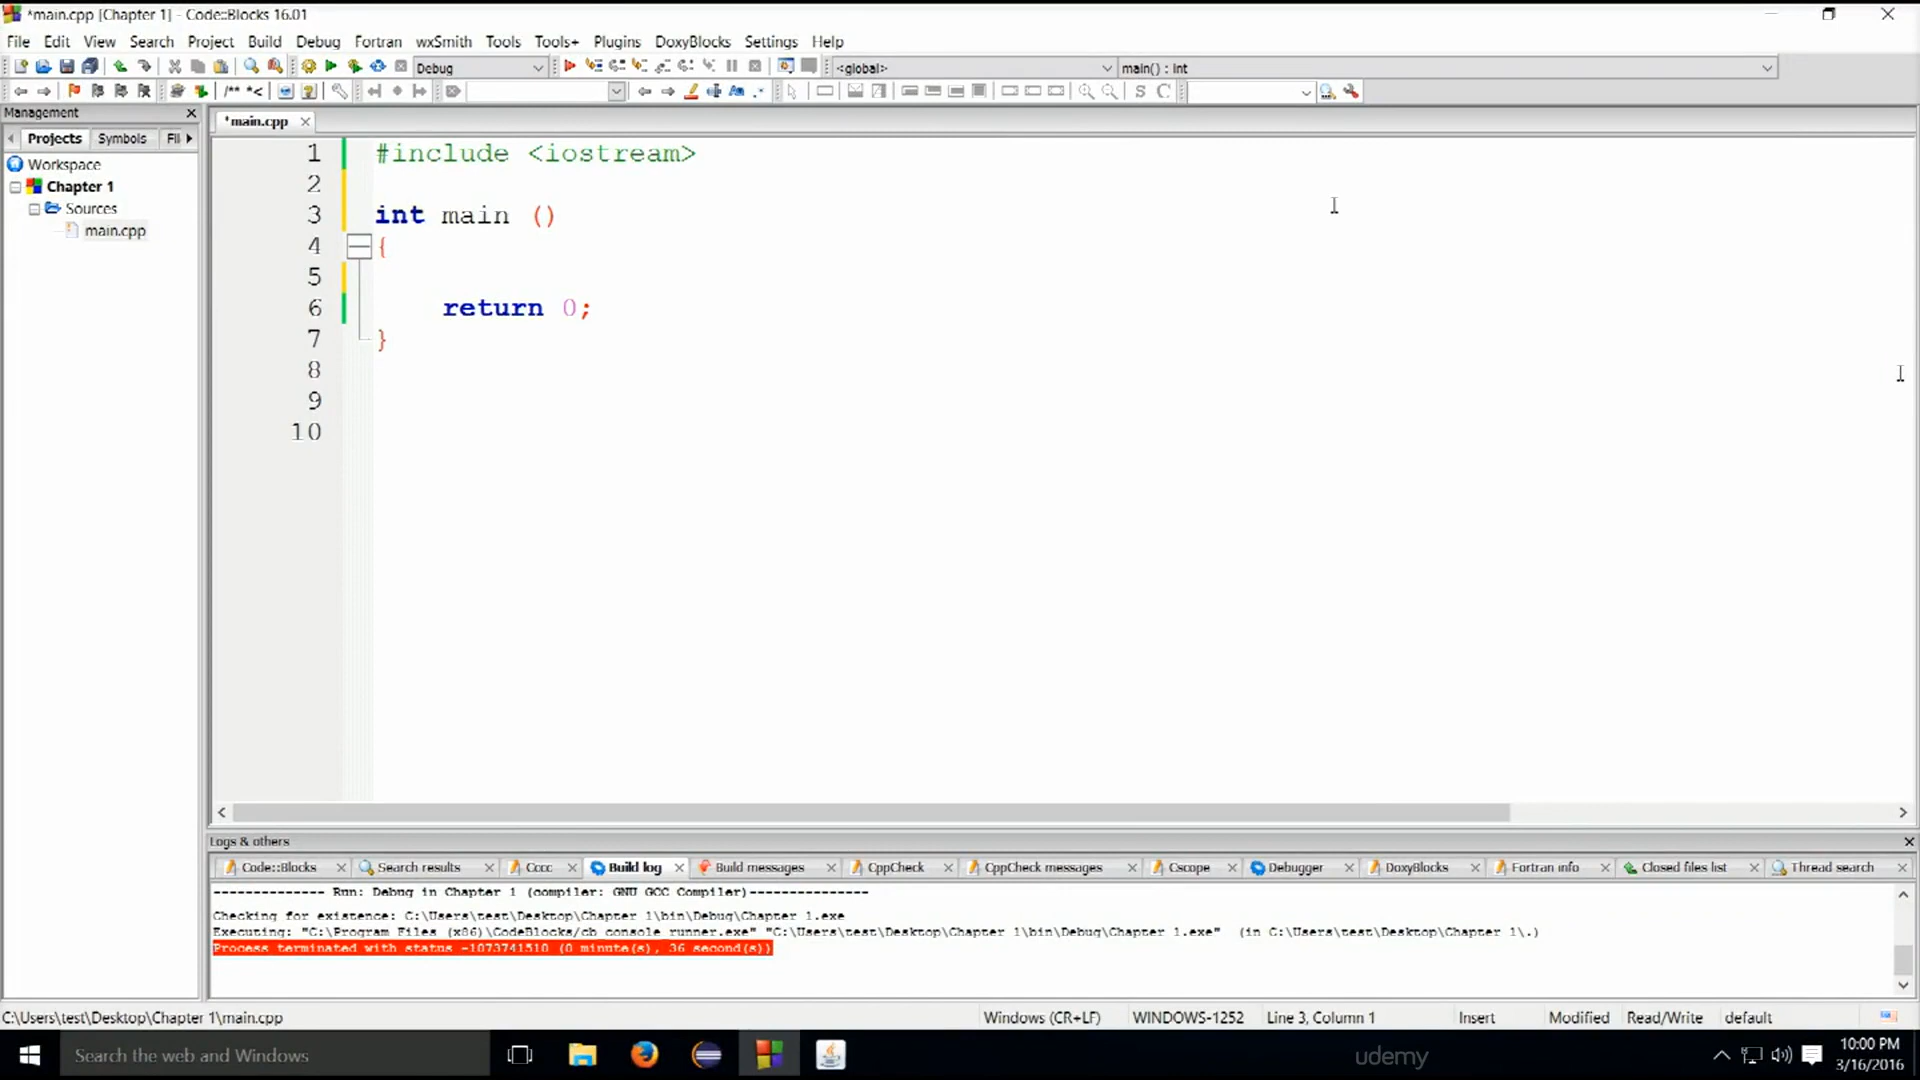 *main.cpp [Chapter 1] - Code::Blocks 16.01
File Edit View Search Project Build Debug Fortran wxSmith Tools Tools+ Plugins DoxyBlocks Settings Help
Debug <global> main() : int
/** *< S C
Management
*main.cpp
Projects Symbols Fil
Workspace
Chapter 1
Sources
main.cpp
1 #include <iostream>
2
3 int main ()
4 {
5
6 return 0;
7 }
8
9
10
Logs & others
Code::Blocks Search results Cccc Build log Build messages CppCheck CppCheck messages Cscope Debugger DoxyBlocks Fortran info Closed files list Thread search
-------------- Run: Debug in Chapter 1 (compiler: GNU GCC Compiler)---------------
Checking for existence: C:\Users\test\Desktop\Chapter 1\bin\Debug\Chapter 1.exe
Executing: "C:\Program Files (x86)\CodeBlocks/cb_console_runner.exe" "C:\Users\test\Desktop\Chapter 1\bin\Debug\Chapter 1.exe" (in C:\Users\test\Desktop\Chapter 1\.)
Process terminated with status -1073741510 (0 minute(s), 36 second(s))
C:\Users\test\Desktop\Chapter 1\main.cpp Windows (CR+LF) WINDOWS-1252 Line 3, Column 1 Insert Modified Read/Write default
Search the web and Windows
udemy
10:00 PM
3/16/2016